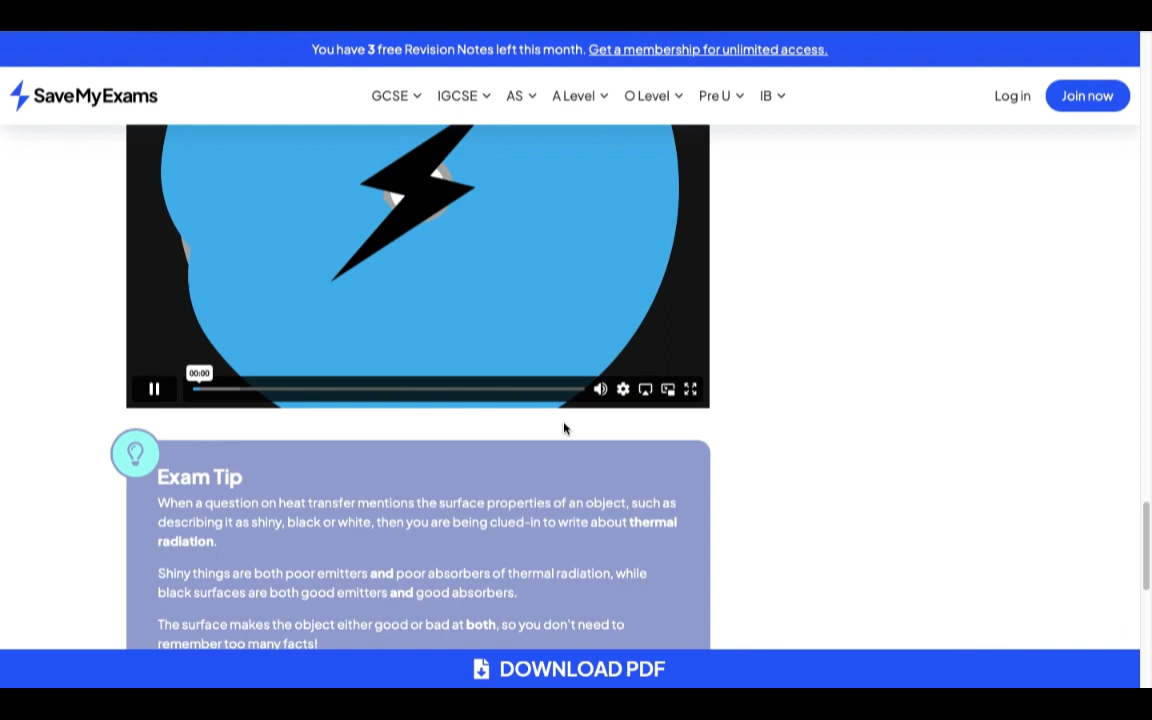 You have 3 free Revision Notes left this month. Get a membership for unlimited access.
SaveMyExams GCSE IGCSE AS A Level O Level Pre U IB Log in Join now
00:00
Exam Tip
When a question on heat transfer mentions the surface properties of an object, such as
describing it as shiny, black or white, then you are being clued-in to write about thermal
radiation.
Shiny things are both poor emitters and poor absorbers of thermal radiation, while
black surfaces are both good emitters and good absorbers.
The surface makes the object either good or bad at both, so you don't need to
remember too many facts!
DOWNLOAD PDF